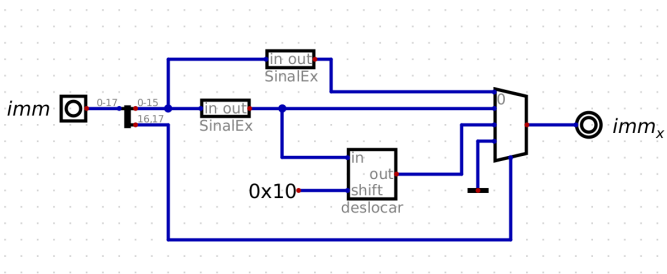 in out
SinalEx
imm
0-17
0-15
16,17
in out
SinalEx
0
imm x
in
out
shift
0x10
deslocar